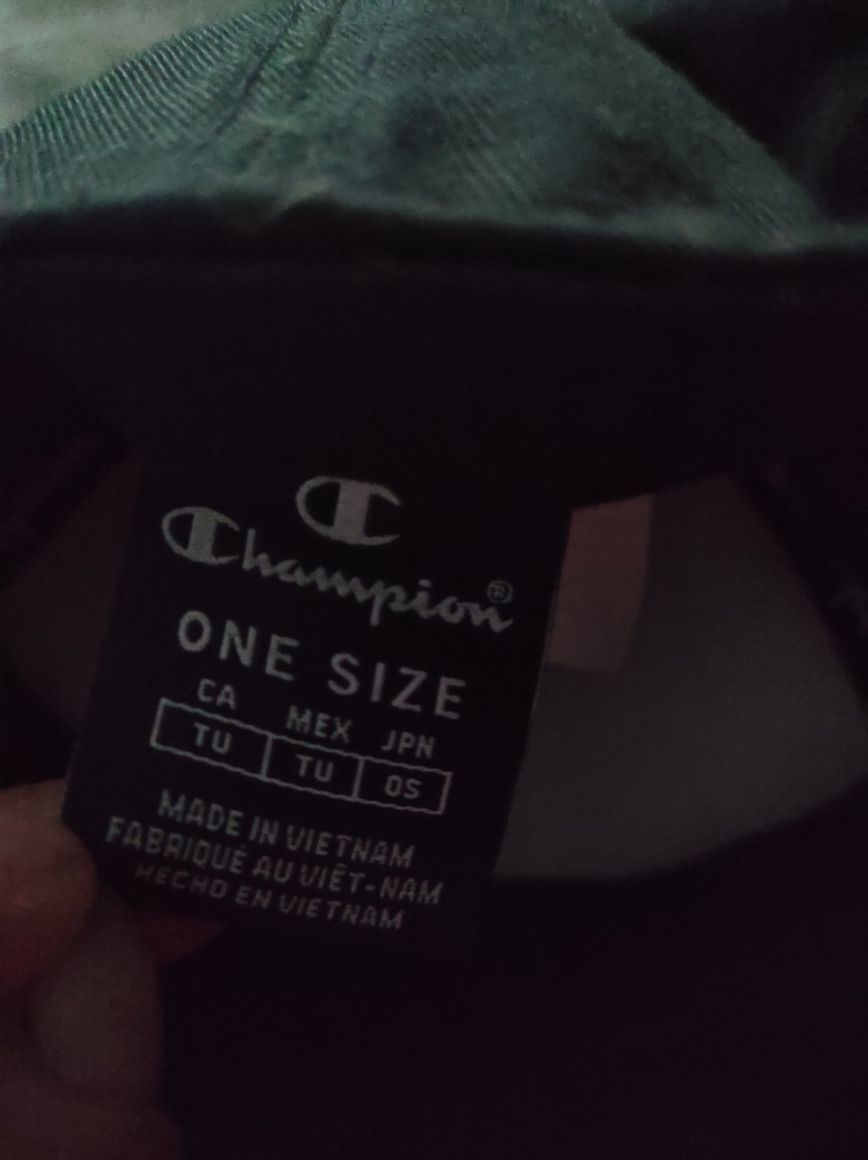 Champion®
ONE SIZE
CA MEX JPN
TU TU OS
MADE IN VIETNAM
FABRIQUÉ AU VIÊT-NAM
HECHO EN VIETNAM